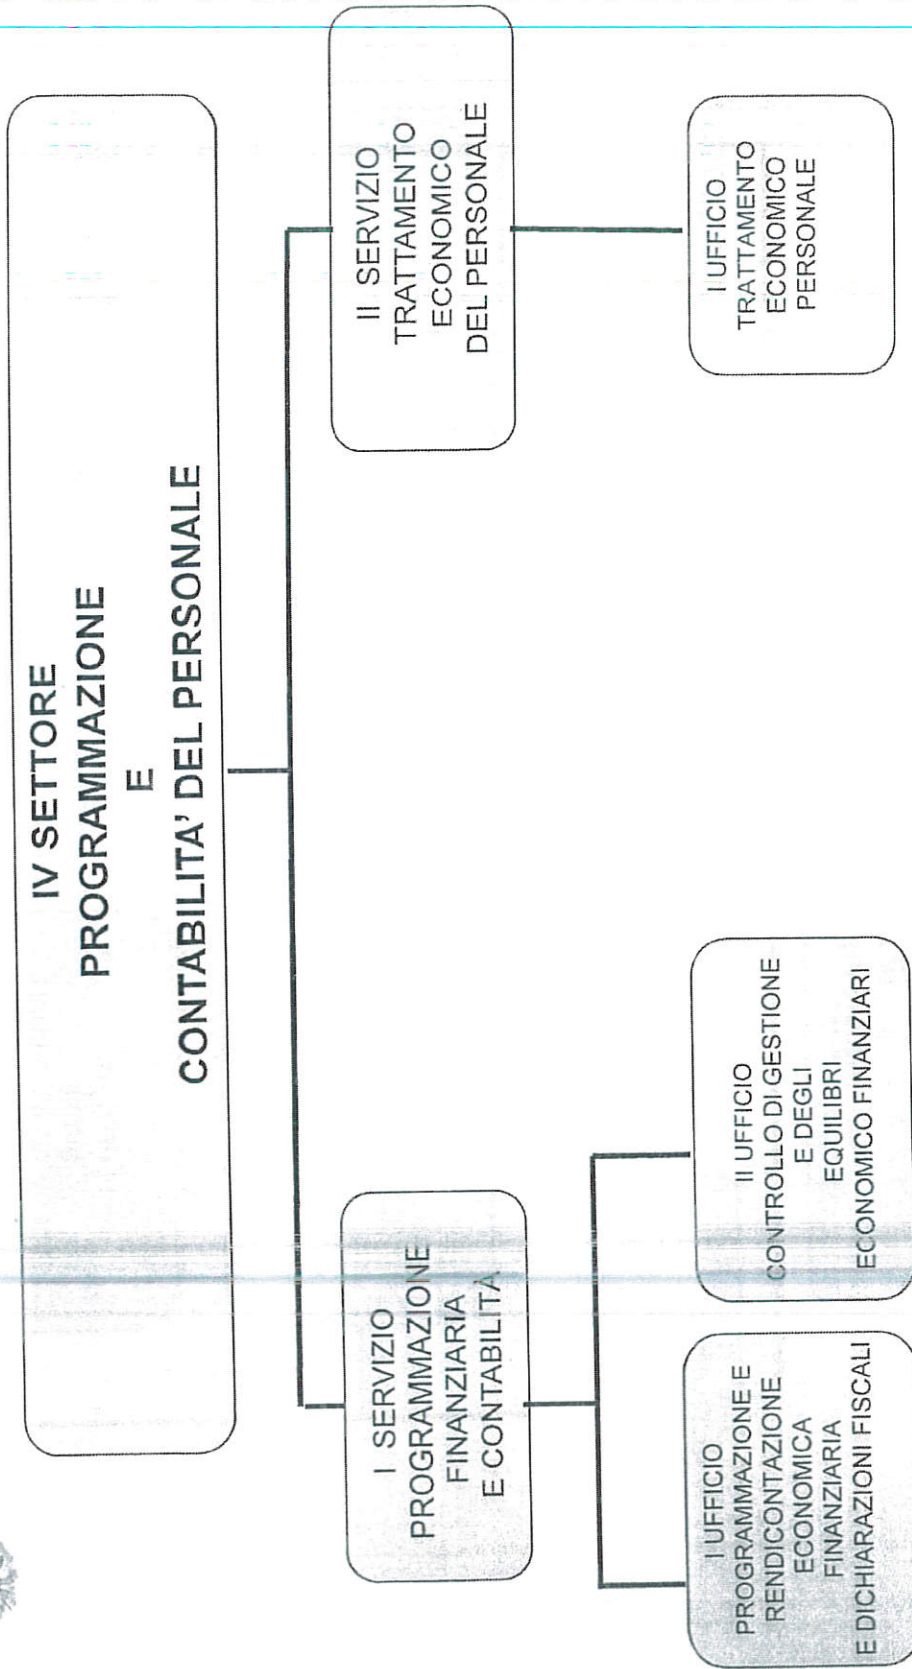 IV SETTORE
PROGRAMMAZIONE
E
CONTABILITA' DEL PERSONALE
I SERVIZIO
PROGRAMMAZIONE
FINANZIARIA
E CONTABILITÀ
II SERVIZIO
TRATTAMENTO
ECONOMICO
DEL PERSONALE
I UFFICIO
PROGRAMMAZIONE E
RENDICONTAZIONE
ECONOMICA
FINANZIARIA
E DICHIARAZIONI FISCALI
II UFFICIO
CONTROLLO DI GESTIONE
E DEGLI
EQUILIBRI
ECONOMICO FINANZIARI
I UFFICIO
TRATTAMENTO
ECONOMICO
PERSONALE